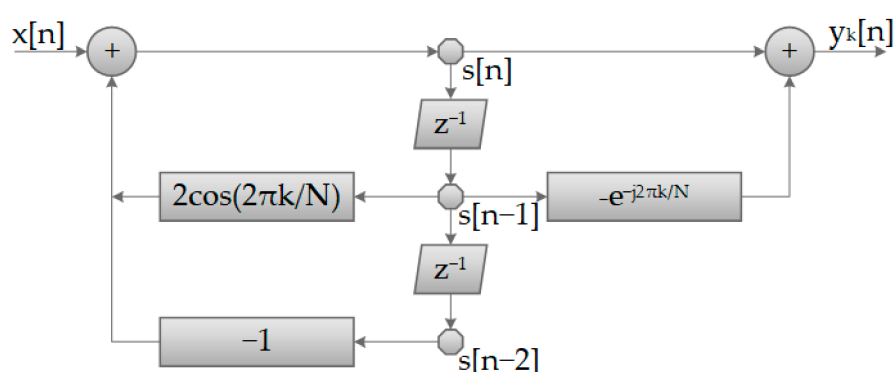 x[n]
+
+
yₖ[n]
s[n]
z⁻¹
2cos(2πk/N)
s[n−1]
-e⁻ʲ²πᵏ/ᴺ
z⁻¹
−1
s[n−2]